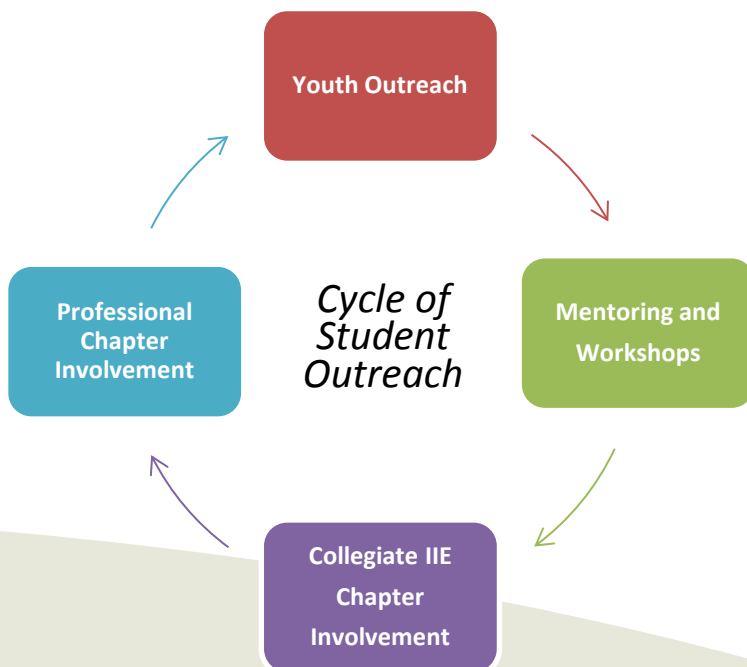 Youth Outreach
Professional
Chapter
Involvement
Cycle of
Student
Outreach
Mentoring and
Workshops
Collegiate IIE
Chapter
Involvement